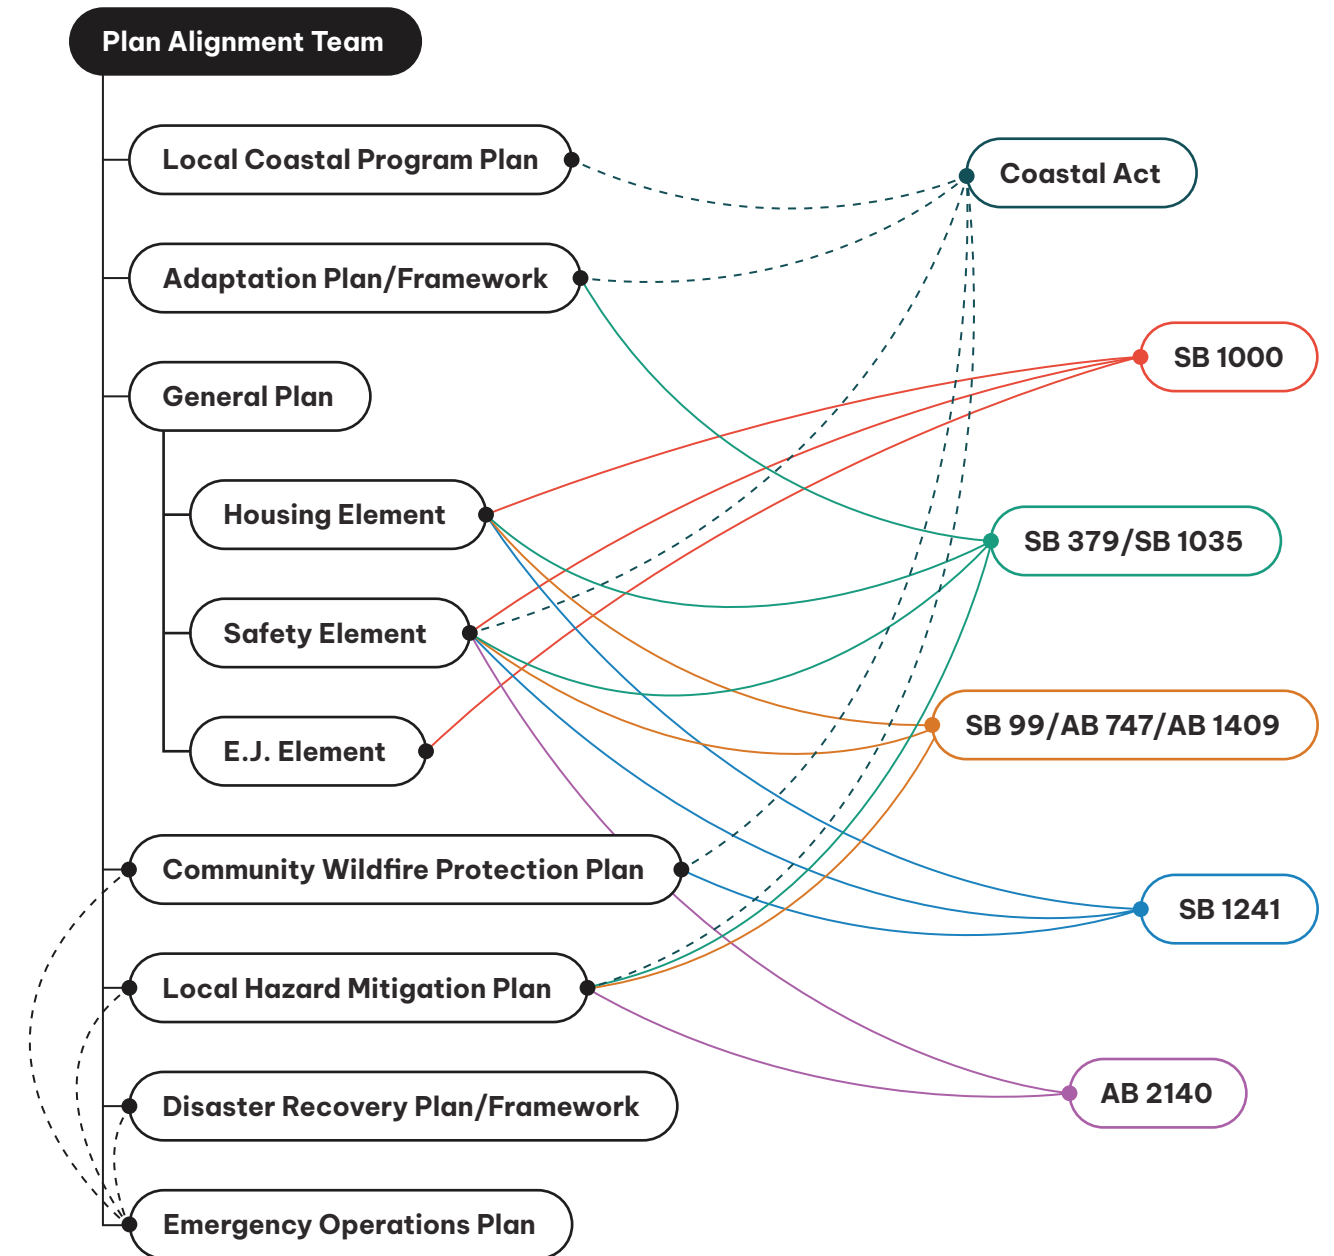 Plan Alignment Team
Local Coastal Program Plan
Coastal Act
Adaptation Plan/Framework
SB 1000
General Plan
Housing Element
SB 379/SB 1035
Safety Element
SB 99/AB 747/AB 1409
E.J. Element
Community Wildfire Protection Plan
SB 1241
Local Hazard Mitigation Plan
AB 2140
Disaster Recovery Plan/Framework
Emergency Operations Plan